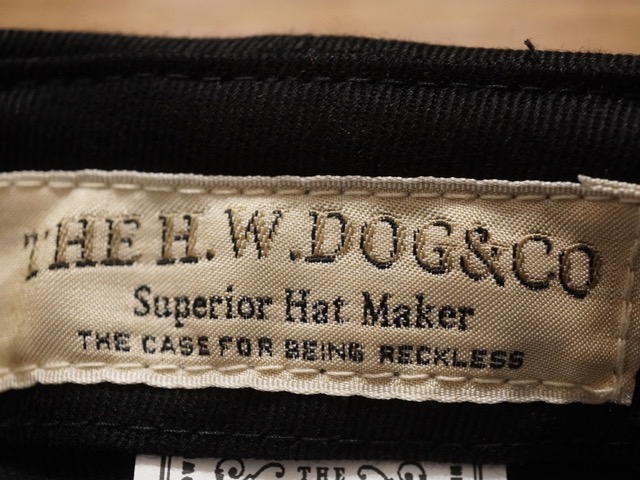 THE H.W.DOG&CO
Superior Hat Maker
THE CASE FOR BEING RECKLESS
THE